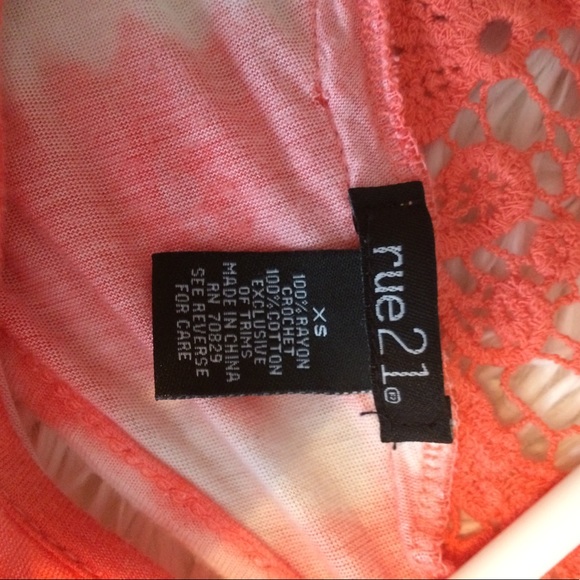 rue21®
XS
100% RAYON
CROCHET
100% COTTON
EXCLUSIVE
OF TRIMS
MADE IN CHINA
RN 70829
SEE REVERSE
FOR CARE